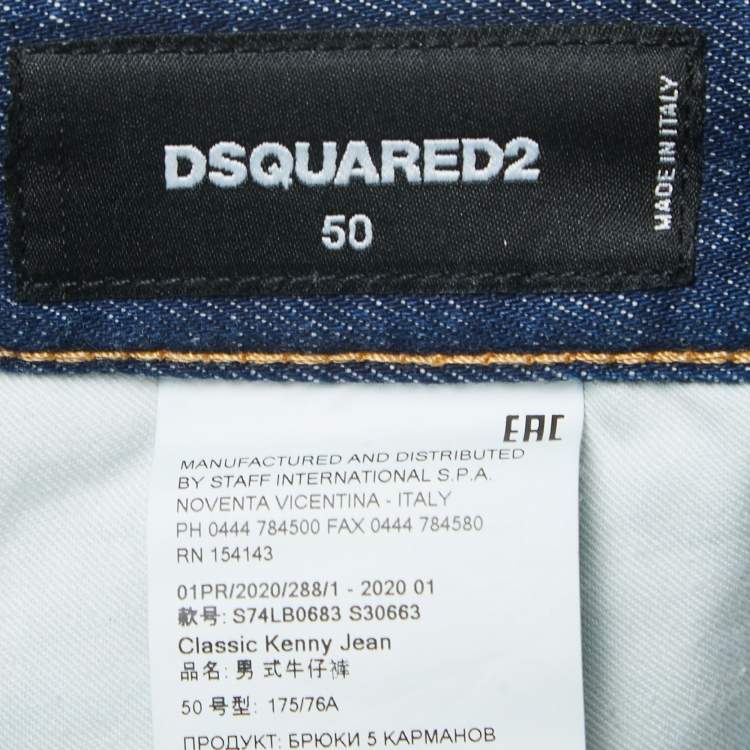 DSQUARED2
50
MADE IN ITALY
EAC
MANUFACTURED AND DISTRIBUTED
BY STAFF INTERNATIONAL S.P.A.
NOVENTA VICENTINA - ITALY
PH 0444 784500 FAX 0444 784580
RN 154143
01PR/2020/288/1 - 2020 01
款号: S74LB0683 S30663
Classic Kenny Jean
品名: 男 式牛仔裤
50 号型: 175/76A
ПРОДУКТ: БРЮКИ 5 КАРМАНОВ